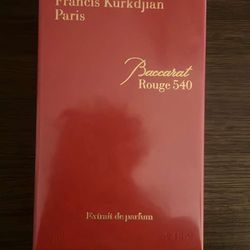 Francis Kurkdjian
Paris
Baccarat
Rouge 540
Extrait de parfum